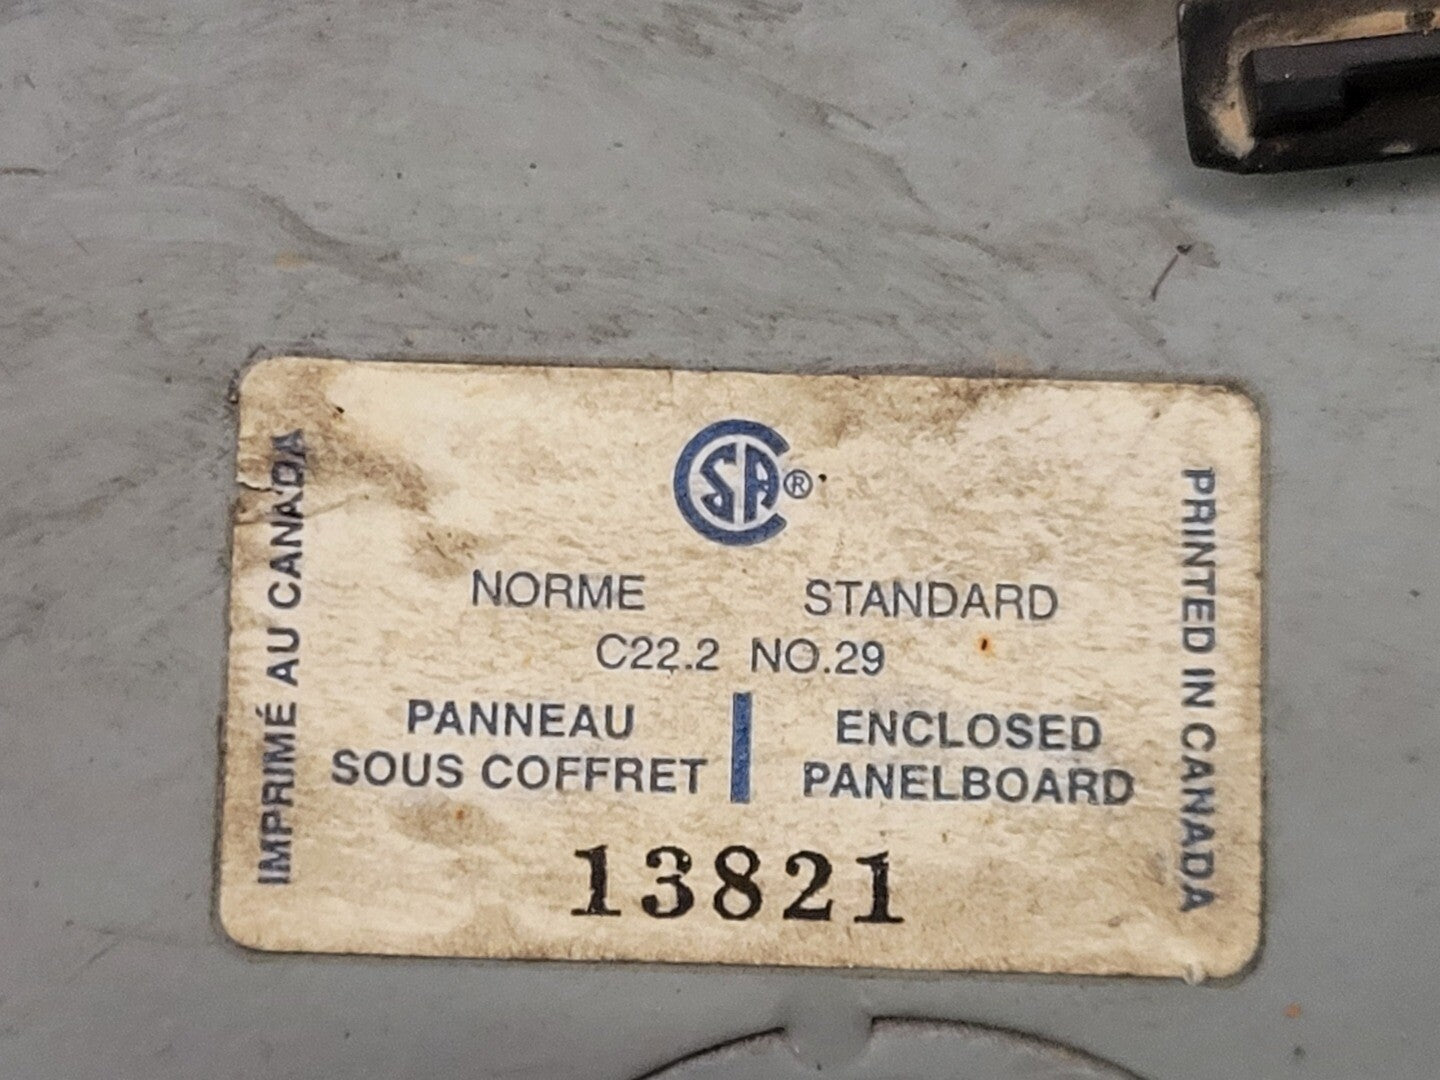 CSA®
NORME STANDARD
C22.2 NO.29
PANNEAU ENCLOSED
SOUS COFFRET PANELBOARD
13821
IMPRIMÉ AU CANADA
PRINTED IN CANADA